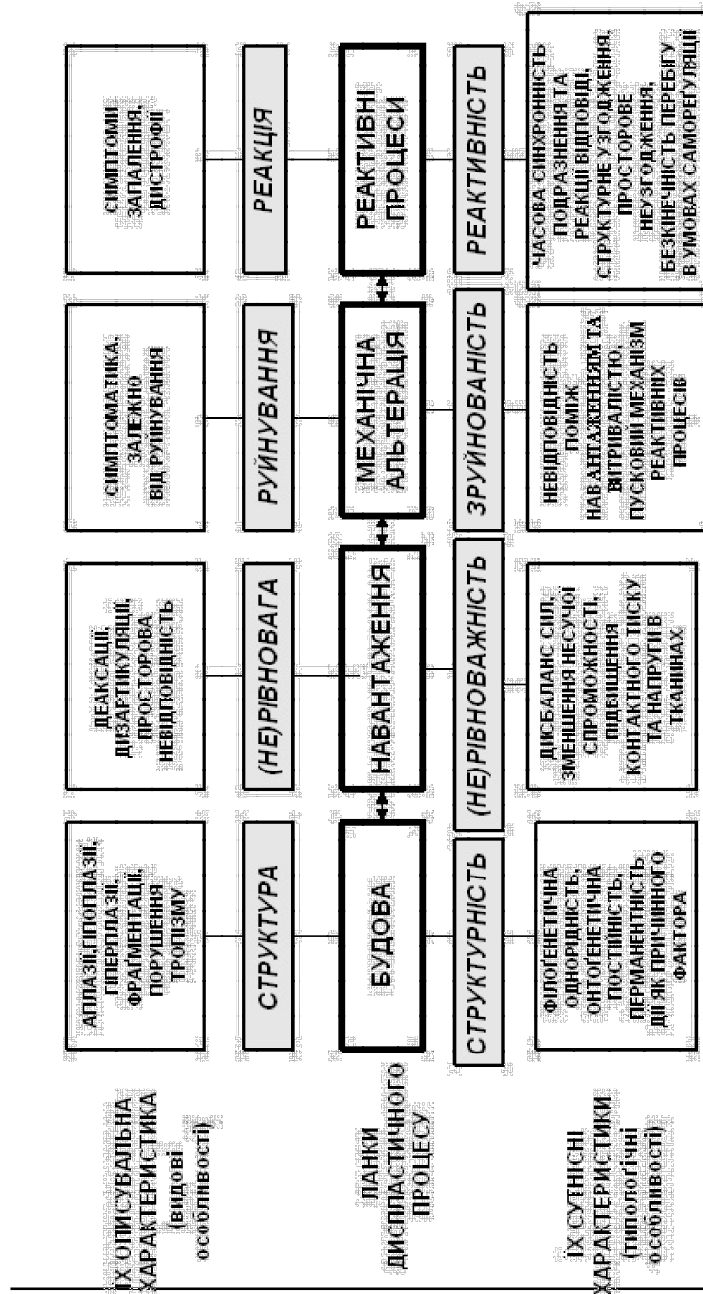 ЇХ ОПИСУВАЛЬНА
ХАРАКТЕРИСТИКА
(видові
особливості)
АПЛАЗІЇ,ГІПОПЛАЗІЇ,
ГІПЕРПЛАЗІЇ,
ФРАГМЕНТАЦІЇ,
ПОРУШЕННЯ
ТРОПІЗМУ
ДЕАКСАЦІЇ,
ДИЗАРТИКУЛЯЦІЇ,
ПРОСТОРОВА
НЕВІДПОВІДНІСТЬ
СИМПТОМАТИКА,
ЗАЛЕЖНО
ВІД РУЙНУВАННЯ
СИМПТОМИ
ЗАПАЛЕННЯ,
ДИСТРОФІЇ
СТРУКТУРА
(НЕ)РІВНОВАГА
РУЙНУВАННЯ
РЕАКЦІЯ
ЛАНКИ
ДИСПЛАСТИЧНОГО
ПРОЦЕСУ
БУДОВА
НАВАНТАЖЕННЯ
МЕХАНІЧНА
АЛЬТЕРАЦІЯ
РЕАКТИВНІ
ПРОЦЕСИ
СТРУКТУРНІСТЬ
(НЕ)РІВНОВАЖНІСТЬ
ЗРУЙНОВАНІСТЬ
РЕАКТИВНІСТЬ
ЇХ СУТНІСНІ
ХАРАКТЕРИСТИКИ
(типологічні
особливості)
ФІЛОГЕНЕТИЧНА
ОДНОРІДНІСТЬ,
ОНТОГЕНЕТИЧНА
ПОСТІЙНІСТЬ,
ПЕРМАНЕНТНІСТЬ
ДІЇ ЯК ПРИЧИННОГО
ФАКТОРА
ДИСБАЛАНС СИЛ,
ЗМЕНШЕННЯ НЕСУЧОЇ
СПРОМОЖНОСТІ,
ПІДВИЩЕННЯ
КОНТАКТНОГО ТИСКУ
ТА НАПРУГИ В
ТКАНИНАХ
НЕВІДПОВІДНІСТЬ
ПОМІЖ
НАВАНТАЖЕННЯМ ТА
ВИТРИВАЛІСТЮ,
ПУСКОВИЙ МЕХАНІЗМ
РЕАКТИВНИХ
ПРОЦЕСІВ
ЧАСОВА СИНХРОННІСТЬ
ПОДРАЗНЕННЯ ТА
РЕАКЦІЇ ВІДПОВІДІ,
СТРУКТУРНЕ УЗГОДЖЕННЯ,
ПРОСТОРОВЕ
НЕУЗГОДЖЕННЯ,
БЕЗКІНЕЧНІСТЬ ПЕРЕБІГУ
В УМОВАХ САМОРЕГУЛЯЦІЇ